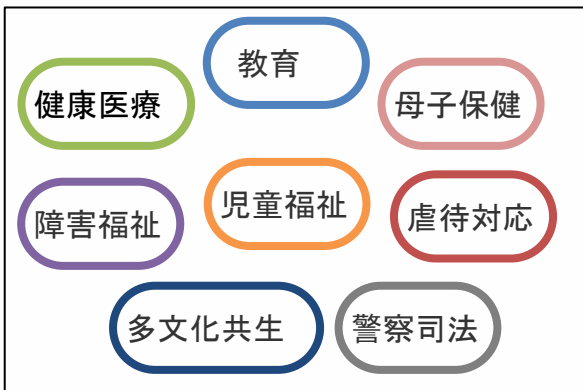 教育
健康医療
母子保健
障害福祉
児童福祉
虐待対応
多文化共生
警察司法